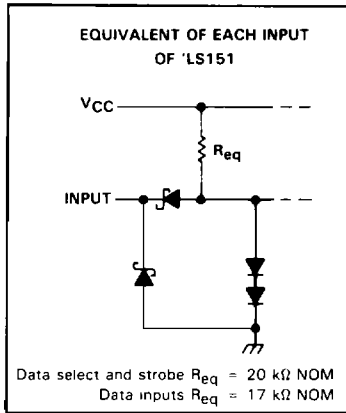 EQUIVALENT OF EACH INPUT
OF 'LS151
VCC
Req
INPUT
Data select and strobe Req = 20 kΩ NOM
Data inputs Req = 17 kΩ NOM